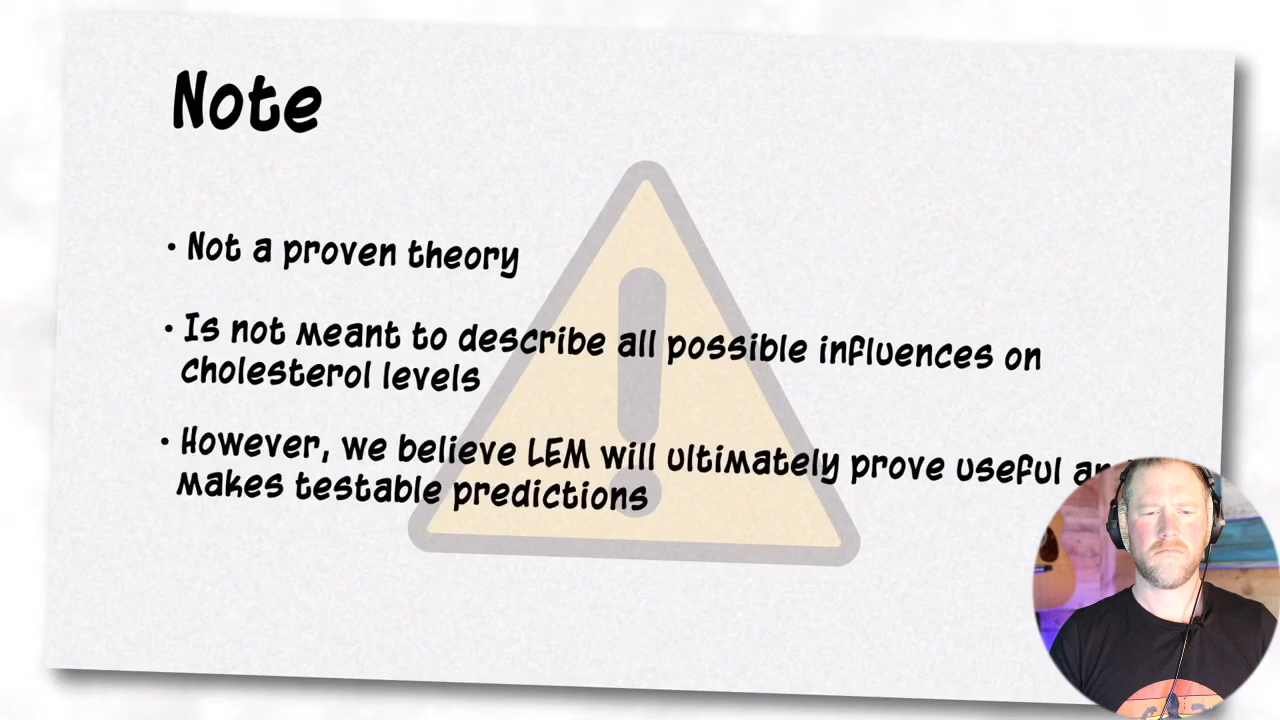 Note
• Not a proven theory
• Is not meant to describe all possible influences on
cholesterol levels
• However, we believe LEM will ultimately prove useful
makes testable predictions